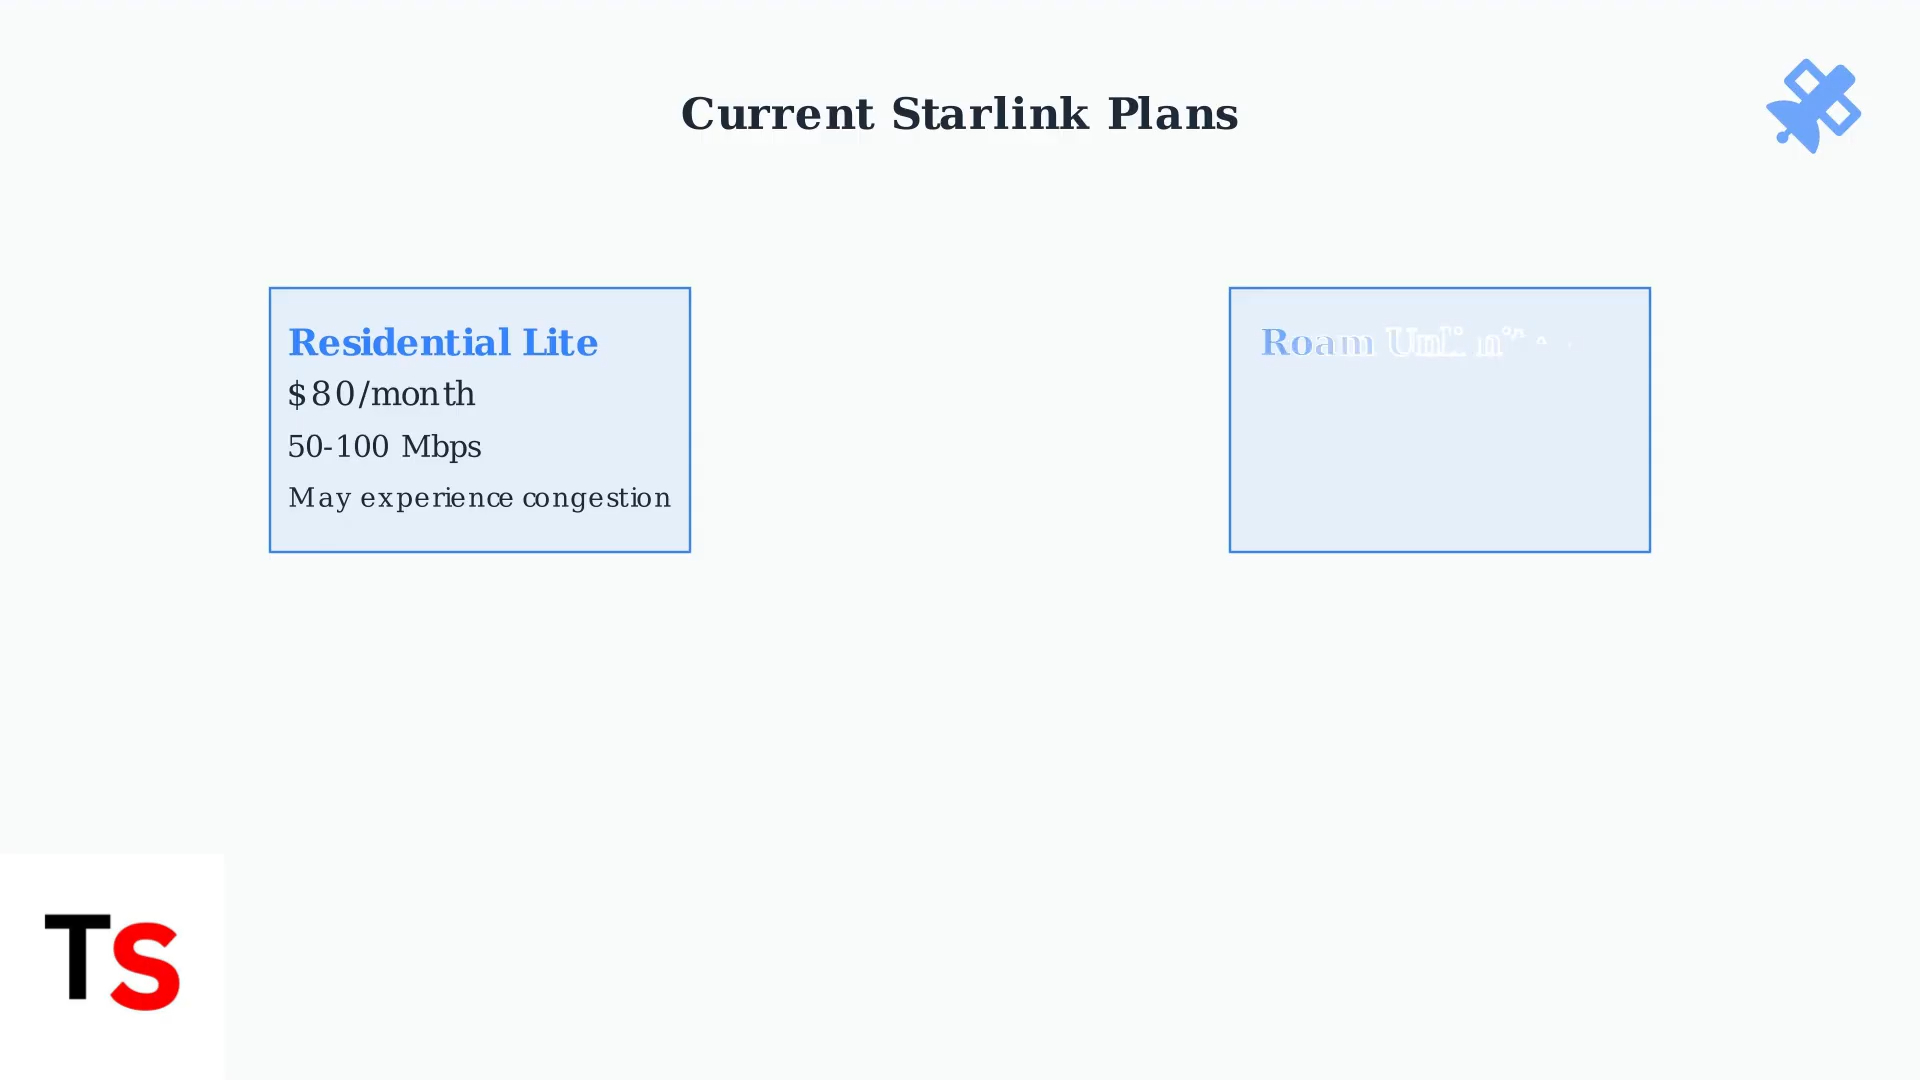 Current Starlink Plans
Residential Lite
$80/month
50-100 Mbps
May experience congestion
Roam
TS